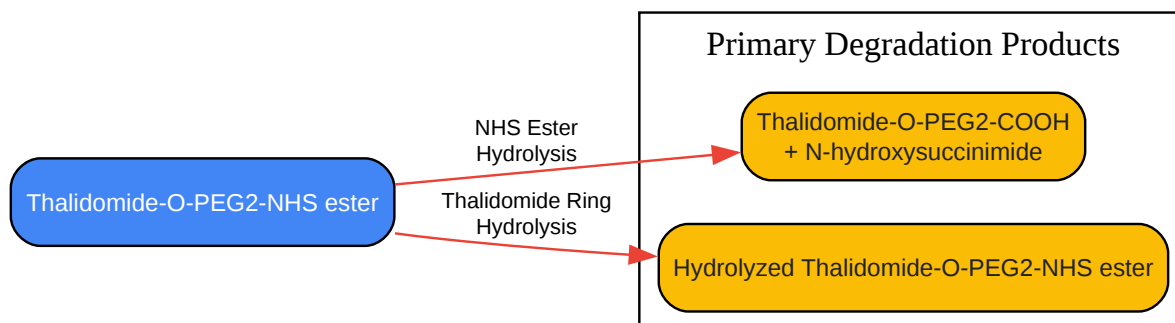 Primary Degradation Products
NHS Ester
Hydrolysis
Thalidomide-O-PEG2-COOH
+ N-hydroxysuccinimide
Thalidomide-O-PEG2-NHS ester
Thalidomide Ring
Hydrolysis
Hydrolyzed Thalidomide-O-PEG2-NHS ester